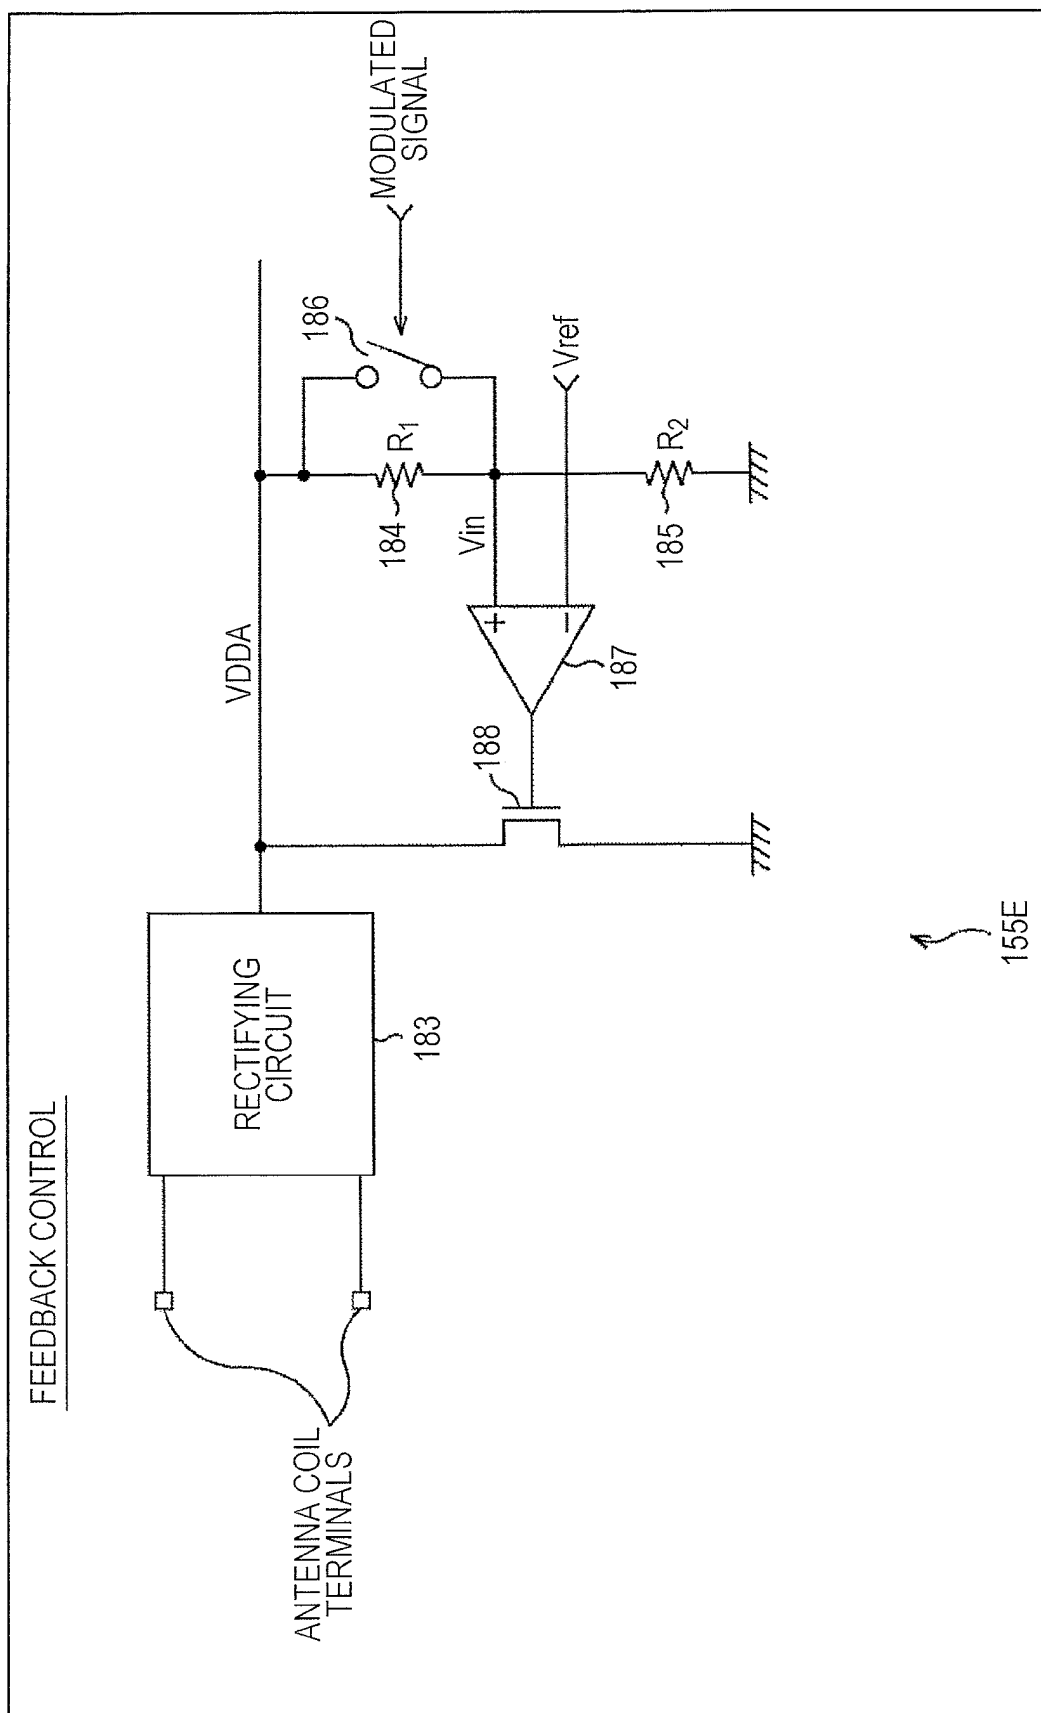 FEEDBACK CONTROL
ANTENNA COIL
TERMINALS
RECTIFYING
CIRCUIT
183
VDDA
188
187
+
−
Vin
Vref
184
R1
185
R2
186
MODULATED
SIGNAL
155E